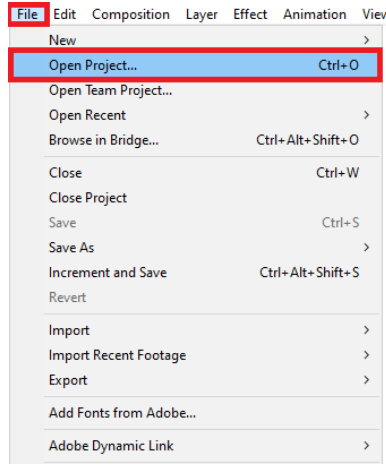 File Edit Composition Layer Effect Animation View
New >
Open Project... Ctrl+O
Open Team Project...
Open Recent >
Browse in Bridge... Ctrl+Alt+Shift+O
Close Ctrl+W
Close Project
Save Ctrl+S
Save As >
Increment and Save Ctrl+Alt+Shift+S
Revert
Import >
Import Recent Footage >
Export >
Add Fonts from Adobe...
Adobe Dynamic Link >